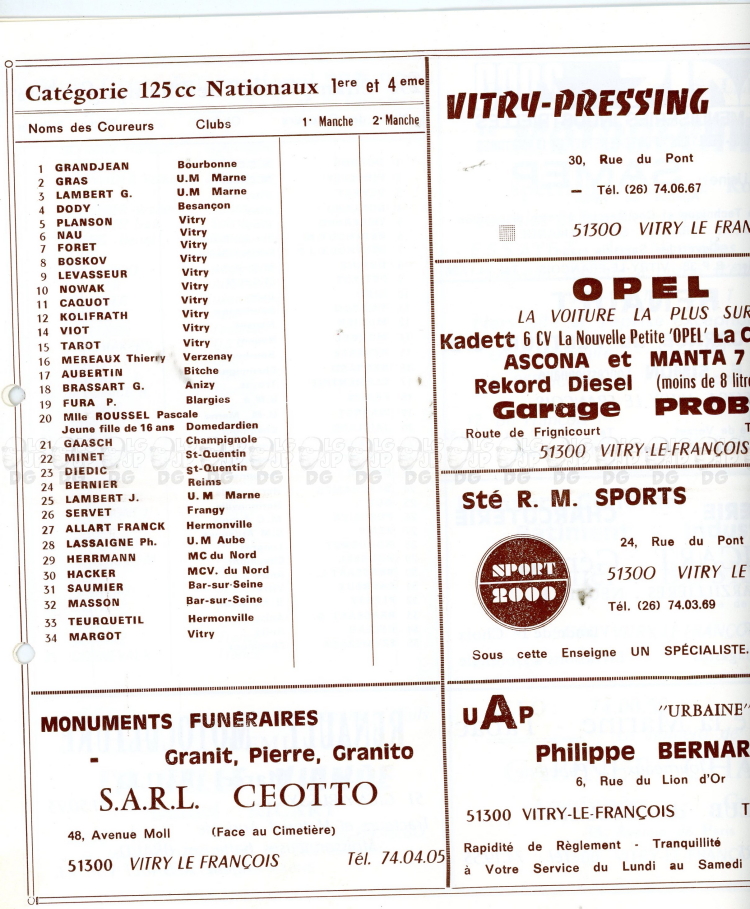 Catégorie 125cc Nationaux 1ere et 4eme
Noms des Coureurs Clubs 1e Manche 2e Manche
1 GRANDJEAN Bourbonne
2 GRAS U.M Marne
3 LAMBERT G. U.M Marne
4 DODY Besançon
5 PLANSON Vitry
6 NAU Vitry
7 FORET Vitry
8 BOSKOV Vitry
9 LEVASSEUR Vitry
10 NOWAK Vitry
11 CAQUOT Vitry
12 KOLIFRATH Vitry
14 VIOT Vitry
15 TAROT Vitry
16 MEREAUX Thierry Verzenay
17 AUBERTIN Bitche
18 BRASSART G. Anizy
19 FURA P. Blargies
20 Mlle ROUSSEL Pascale
Jeune fille de 16 ans Domedardien
21 GAASCH Champignole
22 MINET St-Quentin
23 DIEDIC st-Quentin
24 BERNIER Reims
25 LAMBERT J. U.M Marne
26 SERVET Frangy
27 ALLART FRANCK Hermonville
28 LASSAIGNE Ph. U.M Aube
29 HERRMANN MC du Nord
30 HACKER MCV. du Nord
31 SAUMIER Bar-sur-Seine
32 MASSON Bar-sur-Seine
33 TEURQUETIL Hermonville
34 MARGOT Vitry
MONUMENTS FUNÉRAIRES
- Granit, Pierre, Granito
S.A.R.L. CEOTTO
48, Avenue Moll (Face au Cimetière)
51300 VITRY LE FRANÇOIS Tél. 74.04.05
VITRY-PRESSING
30, Rue du Pont
— Tél. (26) 74.06.67
51300 VITRY LE FRAN
OPEL
LA VOITURE LA PLUS SUR
Kadett 6 CV La Nouvelle Petite 'OPEL' La C
ASCONA et MANTA 7
Rekord Diesel (moins de 8 litre
Garage PROB
Route de Frignicourt T
51300 VITRY-LE-FRANÇOIS
Sté R. M. SPORTS
SPORT
2000
24, Rue du Pont
51300 VITRY LE
Tél. (26) 74.03.69
Sous cette Enseigne UN SPÉCIALISTE.
UAP "URBAINE"
Philippe BERNAR
6, Rue du Lion d'Or
51300 VITRY-LE-FRANÇOIS T
Rapidité de Règlement - Tranquillité
à Votre Service du Lundi au Samedi